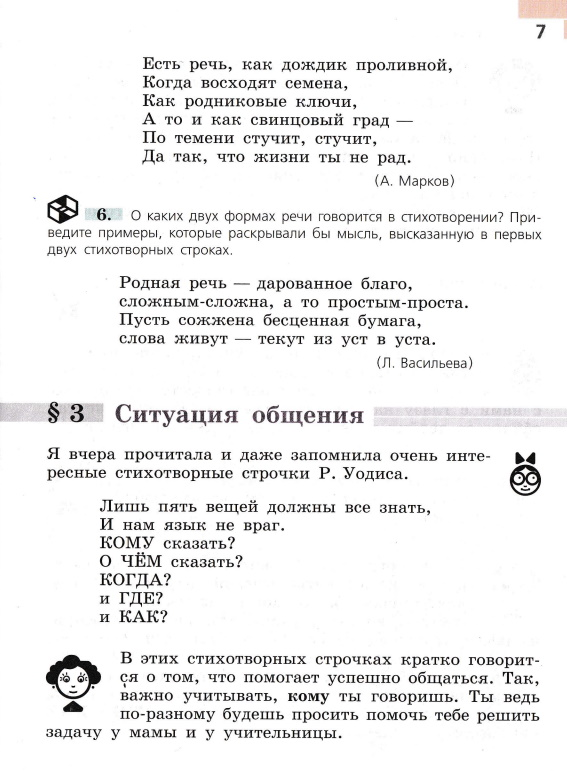 7
Есть речь, как дождик проливной,
Когда восходят семена,
Как родниковые ключи,
А то и как свинцовый град —
По темени стучит, стучит,
Да так, что жизни ты не рад.
(А. Марков)
6. О каких двух формах речи говорится в стихотворении? При-
ведите примеры, которые раскрывали бы мысль, высказанную в первых
двух стихотворных строках.
Родная речь — дарованное благо,
сложным-сложна, а то простым-проста.
Пусть сожжена бесценная бумага,
слова живут — текут из уст в уста.
(Л. Васильева)
§ 3 Ситуация общения
Я вчера прочитала и даже запомнила очень инте-
ресные стихотворные строчки Р. Уодиса.
Лишь пять вещей должны все знать,
И нам язык не враг.
КОМУ сказать?
О ЧЁМ сказать?
КОГДА?
и ГДЕ?
и КАК?
В этих стихотворных строчках кратко говорит-
ся о том, что помогает успешно общаться. Так,
важно учитывать, кому ты говоришь. Ты ведь
по-разному будешь просить помочь тебе решить
задачу у мамы и у учительницы.